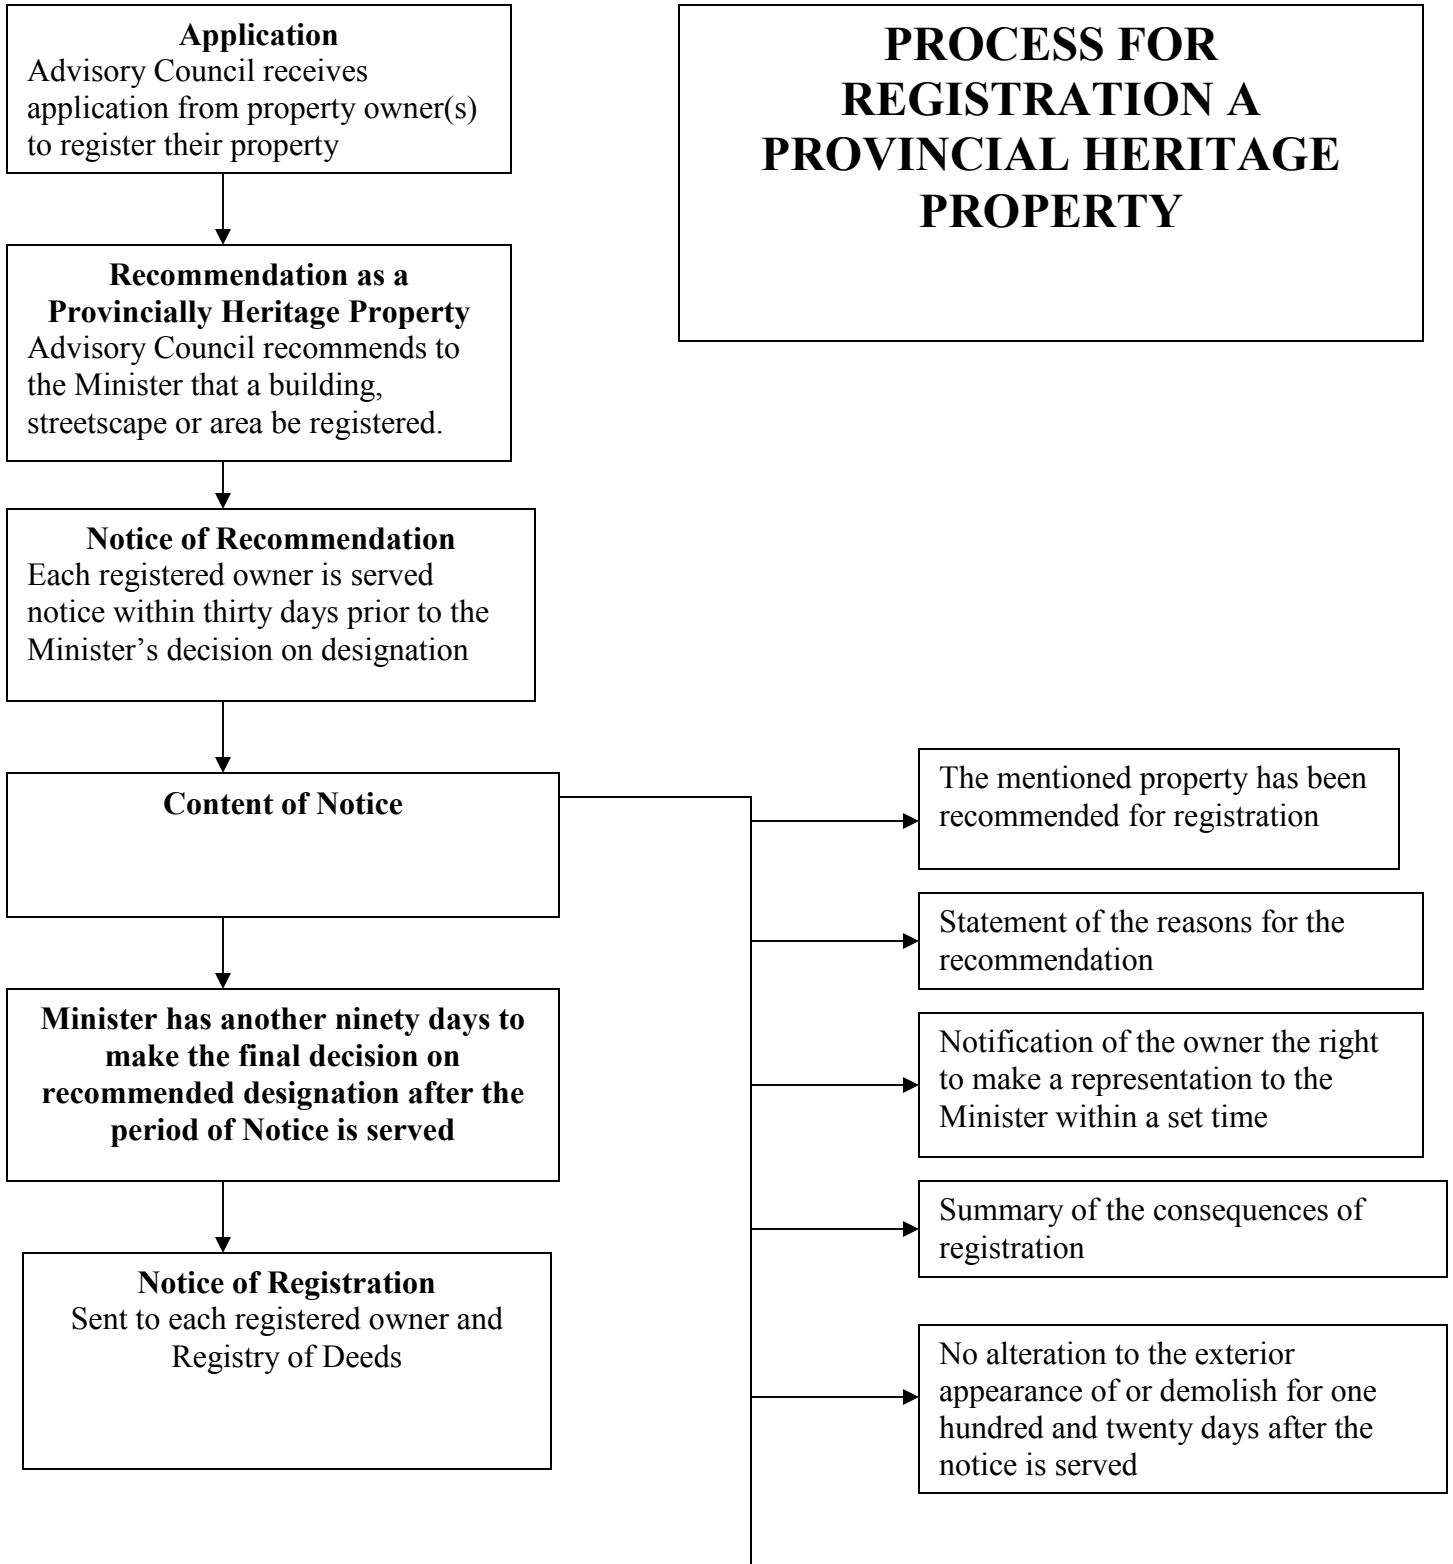 PROCESS FOR
REGISTRATION A
PROVINCIAL HERITAGE
PROPERTY
Application
Advisory Council receives
application from property owner(s)
to register their property
Recommendation as a
Provincially Heritage Property
Advisory Council recommends to
the Minister that a building,
streetscape or area be registered.
Notice of Recommendation
Each registered owner is served
notice within thirty days prior to the
Minister’s decision on designation
Content of Notice
The mentioned property has been
recommended for registration
Statement of the reasons for the
recommendation
Notification of the owner the right
to make a representation to the
Minister within a set time
Summary of the consequences of
registration
No alteration to the exterior
appearance of or demolish for one
hundred and twenty days after the
notice is served
Minister has another ninety days to
make the final decision on
recommended designation after the
period of Notice is served
Notice of Registration
Sent to each registered owner and
Registry of Deeds